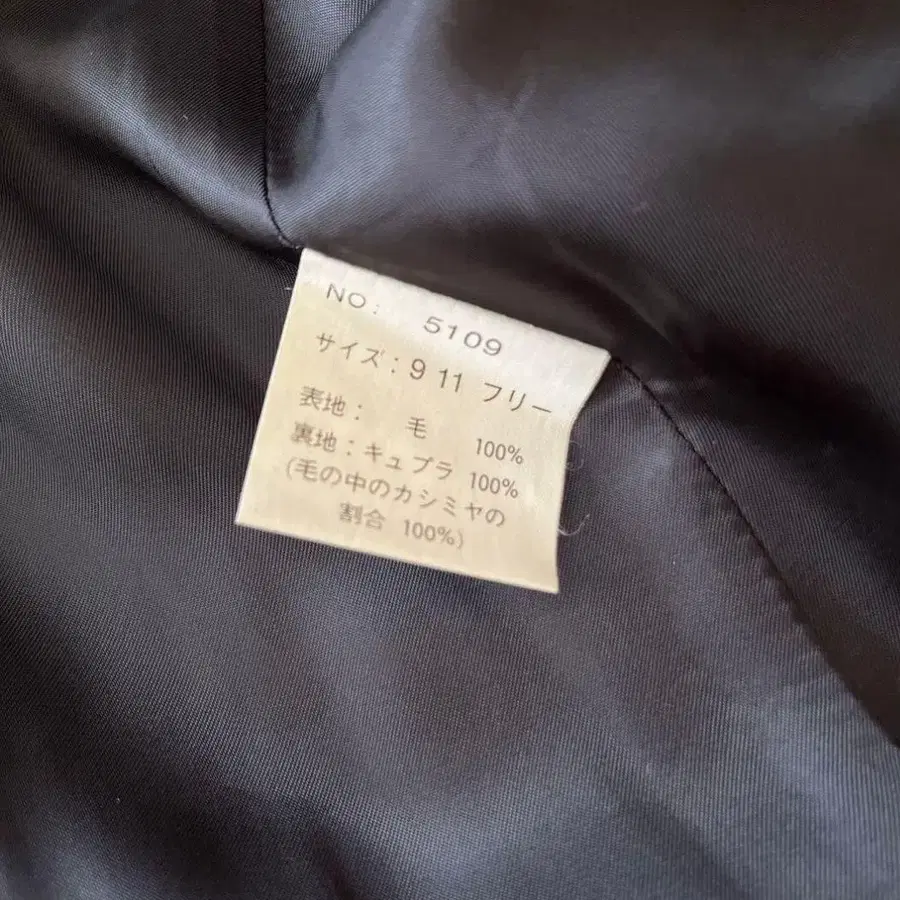 NO: 5109
サイズ:9 11 フリー
表地: 毛 100%
裏地:キュプラ 100%
(毛の中のカシミヤの
割合 100%)